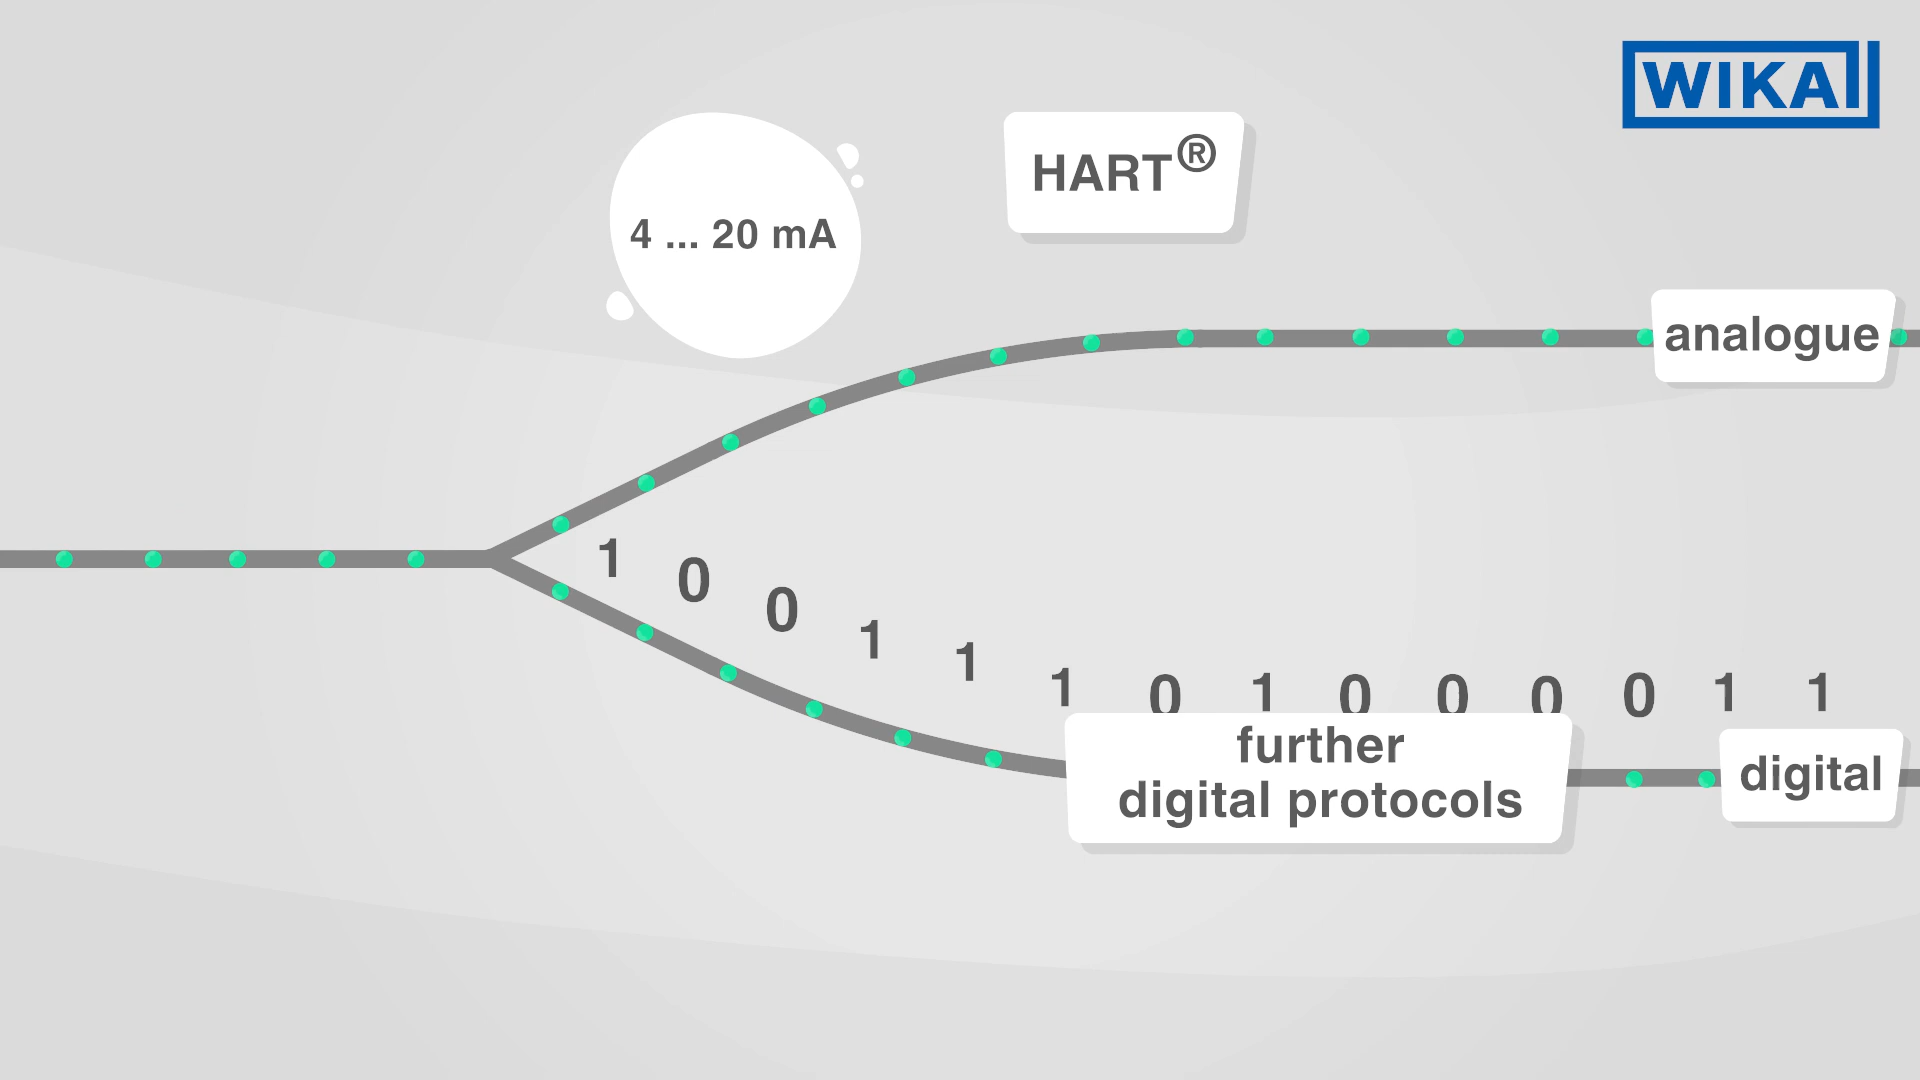 WIKA
HART®
4 ... 20 mA
analogue
1 0 0 1 1 1 0 1 0 0 0 0 1 1
further
digital protocols
digital